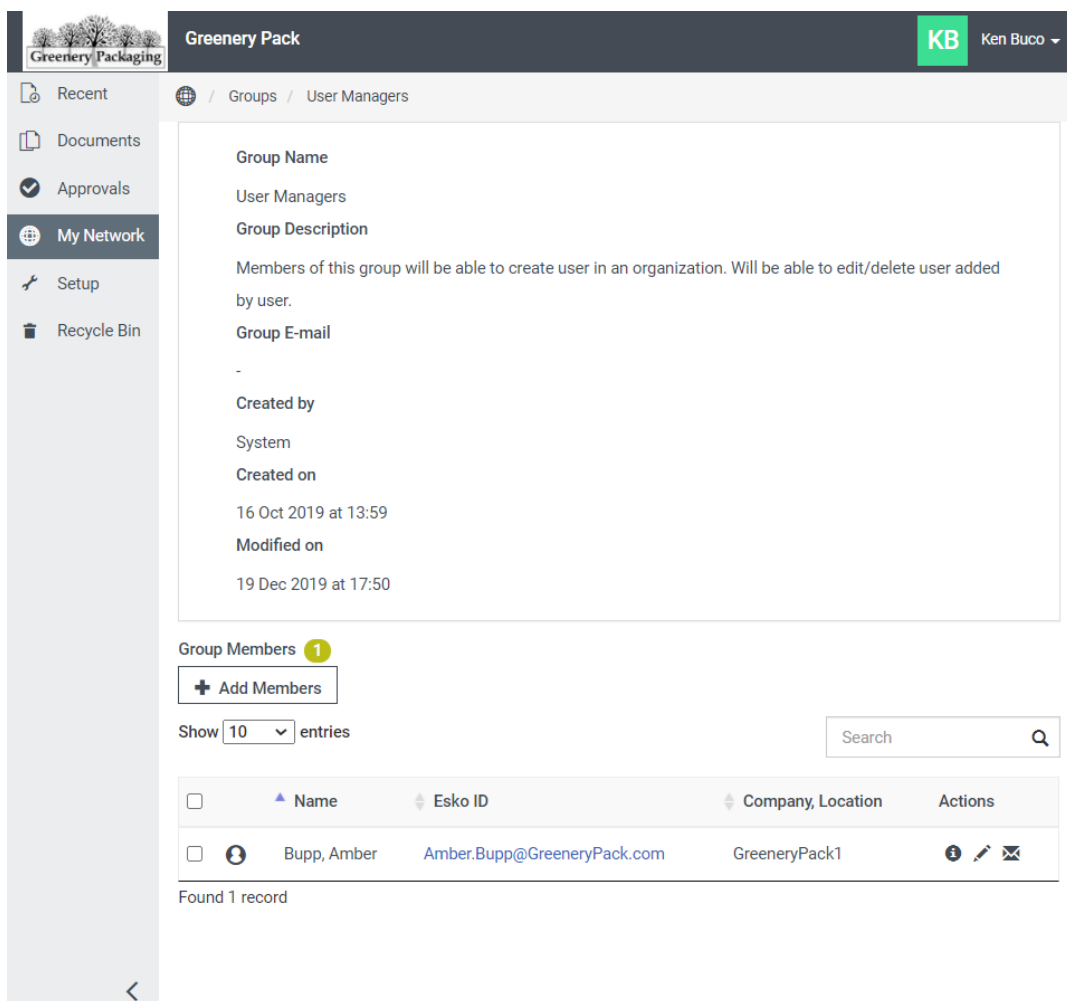 Greenery Packaging
Greenery Pack
KB
Ken Buco
Recent
Documents
Approvals
My Network
Setup
Recycle Bin
/ Groups / User Managers
Group Name
User Managers
Group Description
Members of this group will be able to create user in an organization. Will be able to edit/delete user added
by user.
Group E-mail
-
Created by
System
Created on
16 Oct 2019 at 13:59
Modified on
19 Dec 2019 at 17:50
Group Members 1
+ Add Members
Show 10 entries
Search
Name Esko ID Company, Location Actions
Bupp, Amber Amber.Bupp@GreeneryPack.com GreeneryPack1
Found 1 record